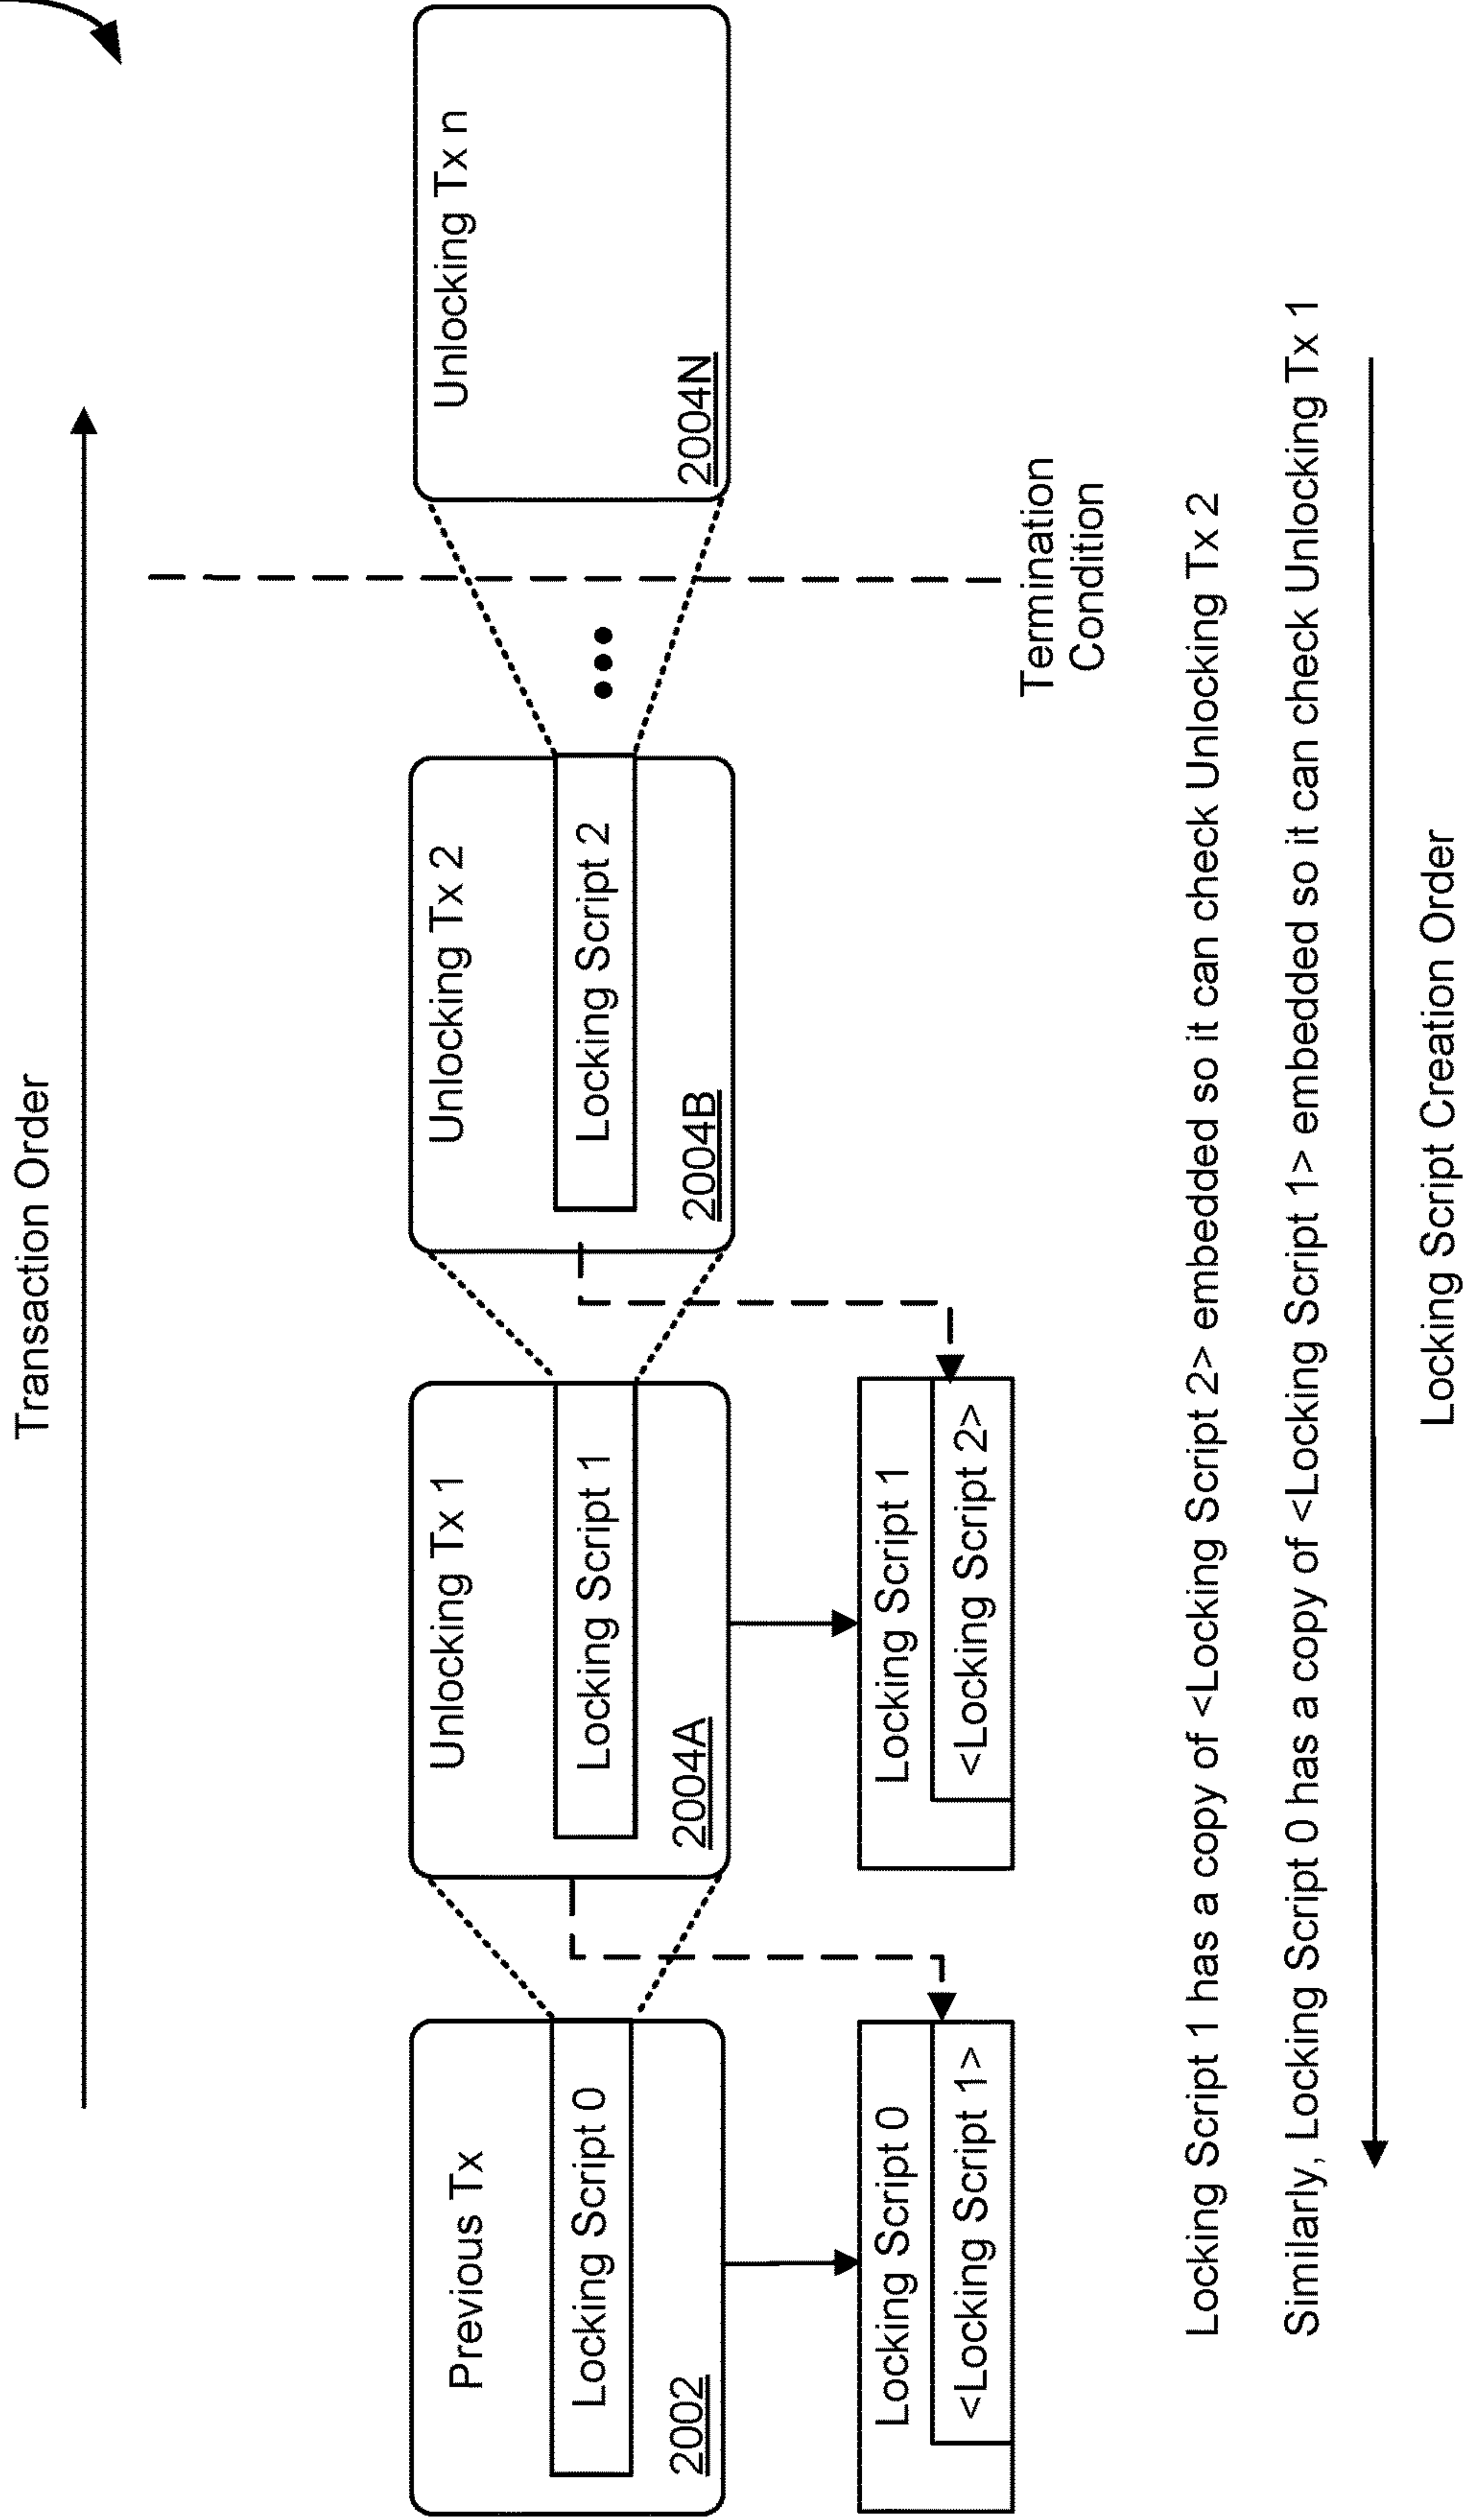 Transaction Order
Previous Tx
Locking Script 0
2002
Unlocking Tx 1
Locking Script 1
2004A
Unlocking Tx 2
Locking Script 2
2004B
Unlocking Tx n
2004N
Locking Script 0
<Locking Script 1>
Locking Script 1
<Locking Script 2>
Termination
Condition
Locking Script 1 has a copy of <Locking Script 2> embedded so it can check Unlocking Tx 2
Similarly, Locking Script 0 has a copy of <Locking Script 1> embedded so it can check Unlocking Tx 1
Locking Script Creation Order